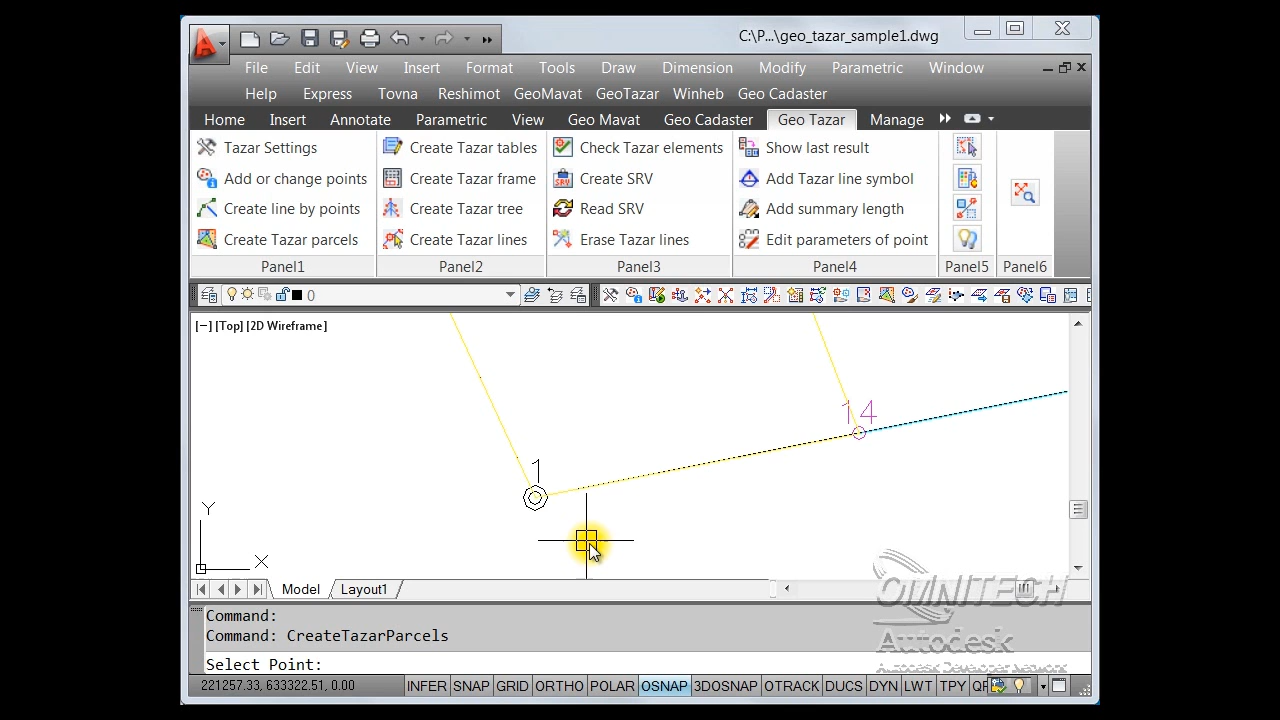 C:\P...\geo_tazar_sample1.dwg
File Edit View Insert Format Tools Draw Dimension Modify Parametric Window
Help Express Tovna Reshimot GeoMavat GeoTazar Winheb Geo Cadaster
Home Insert Annotate Parametric View Geo Mavat Geo Cadaster Geo Tazar Manage
Tazar Settings Create Tazar tables Check Tazar elements Show last result
Add or change points Create Tazar frame Create SRV Add Tazar line symbol
Create line by points Create Tazar tree Read SRV Add summary length
Create Tazar parcels Create Tazar lines Erase Tazar lines Edit parameters of point
Panel1 Panel2 Panel3 Panel4 Panel5 Panel6
0
[−] [Top] [2D Wireframe]
14
1
Y
X
Model Layout1
OMNITECH
Autodesk
Autodesk Developer Network
Command:
Command: CreateTazarParcels
Select Point:
221257.33, 633322.51, 0.00 INFER SNAP GRID ORTHO POLAR OSNAP 3DOSNAP OTRACK DUCS DYN LWT TPY QP